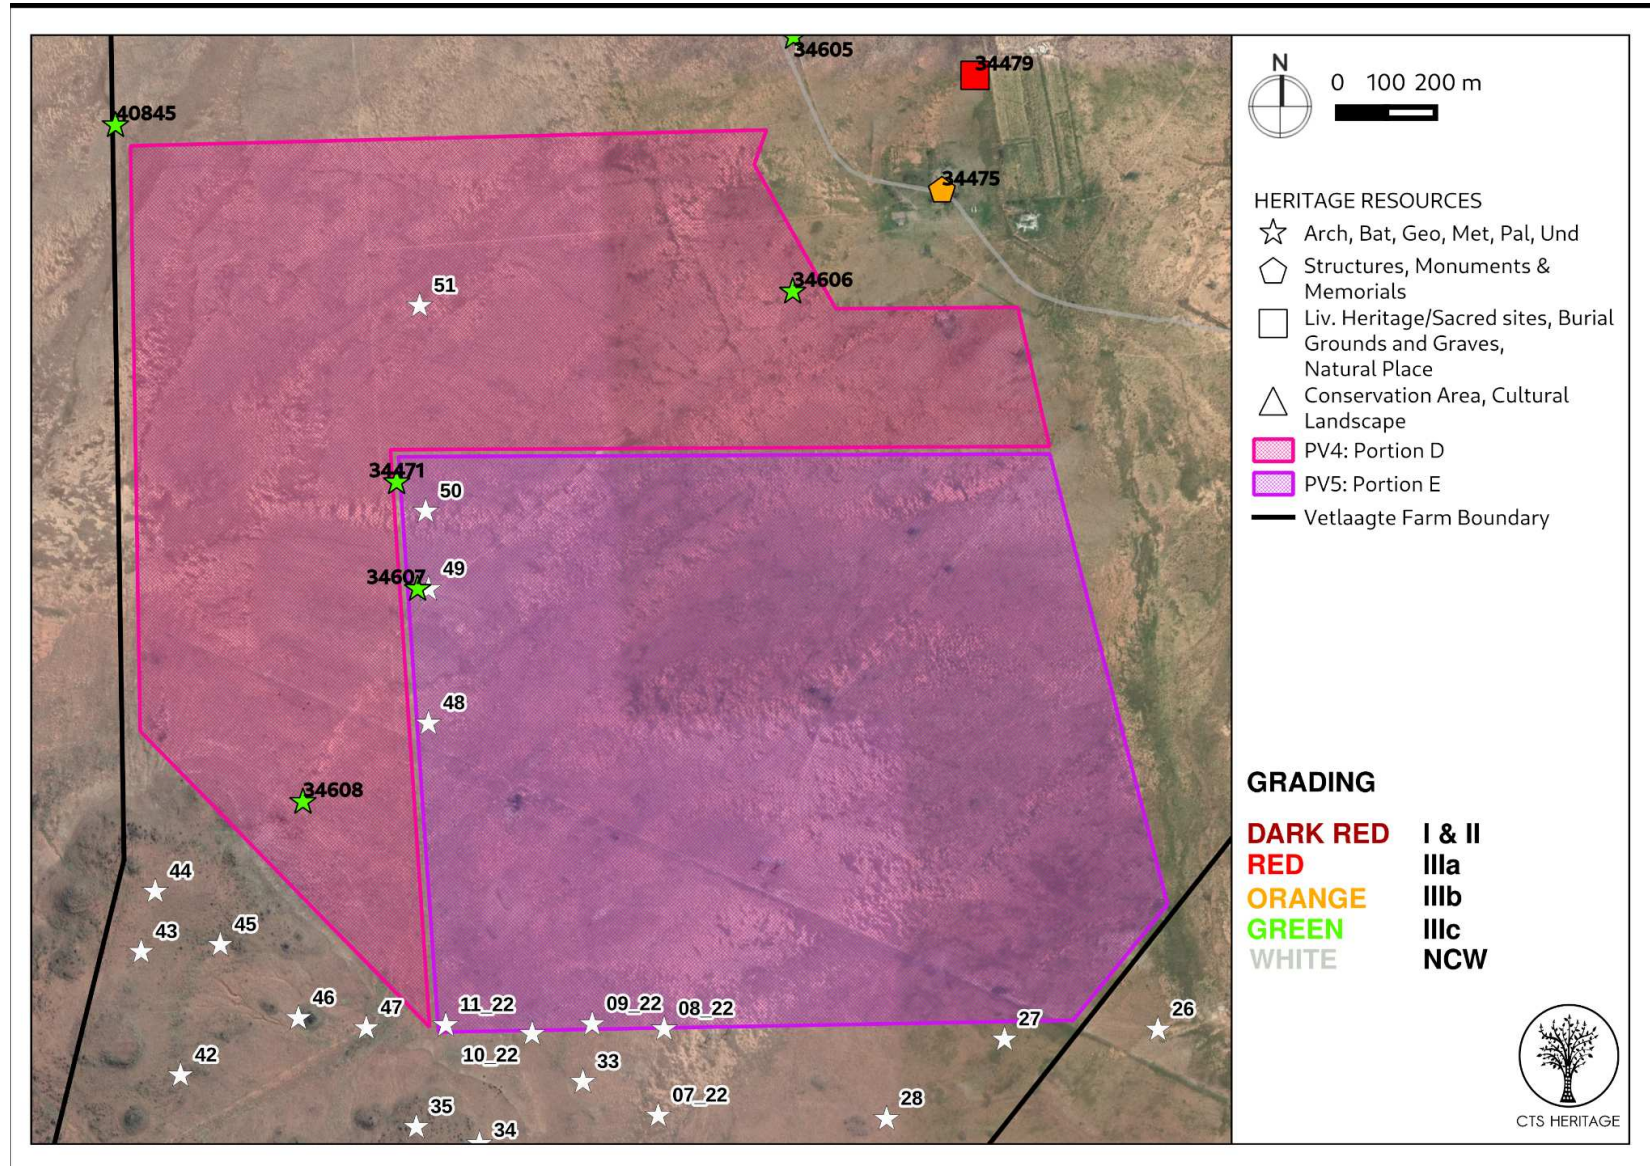 34605
34479
40845
34475
34606
51
34471
50
34607
49
48
34608
44
43
45
46
47
11_22
09_22
08_22
27
26
10_22
42
33
07_22
28
35
34
N
0 100 200 m
HERITAGE RESOURCES
Arch, Bat, Geo, Met, Pal, Und
Structures, Monuments &
Memorials
Liv. Heritage/Sacred sites, Burial
Grounds and Graves,
Natural Place
Conservation Area, Cultural
Landscape
PV4: Portion D
PV5: Portion E
Vetlaagte Farm Boundary
GRADING
DARK RED I & II
RED IIIa
ORANGE IIIb
GREEN IIIc
WHITE NCW
CTS HERITAGE